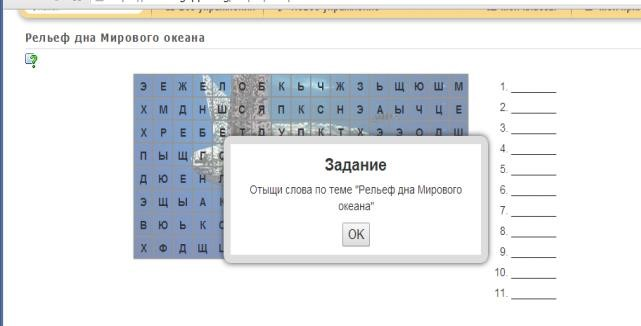 Рельеф дна Мирового океана
Э Е Ж Е Л О Б К Ь Ч Ж З Ь Щ Ю Ш М
Х М Д Н Ш С Я П К С Н Э А Ы Ч Ц Е
Х Р Е Б Е Т Л У П К Т Х Э Э О Л Ш
П Ы Щ Г
Д Ю Е Н
Э Щ Ы А
В Ю Ь К
Х Ф Д Щ
Задание
Отыщи слова по теме "Рельеф дна Мирового
океана"
OK
1.
2.
3.
4.
5.
6.
7.
8.
9.
10.
11.